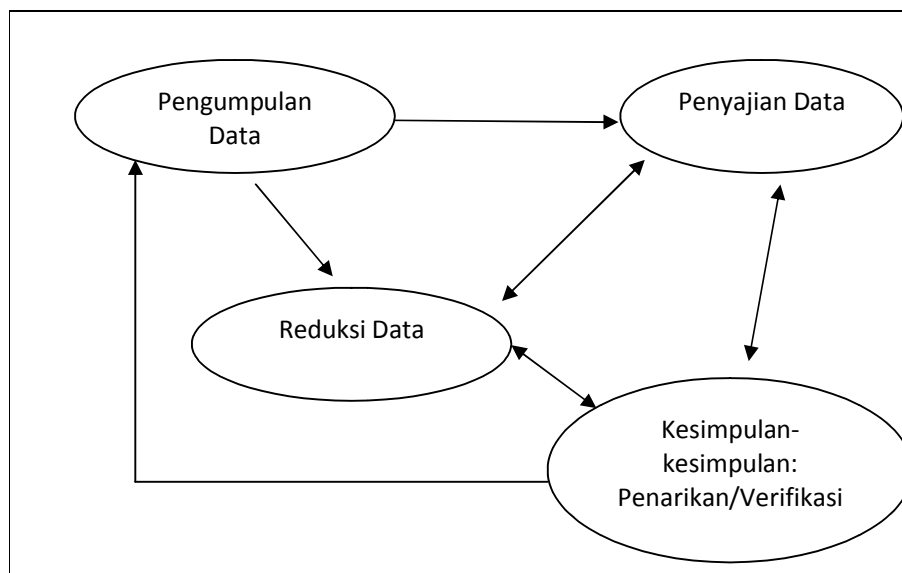 Pengumpulan
Data
Penyajian Data
Reduksi Data
Kesimpulan-
kesimpulan:
Penarikan/Verifikasi